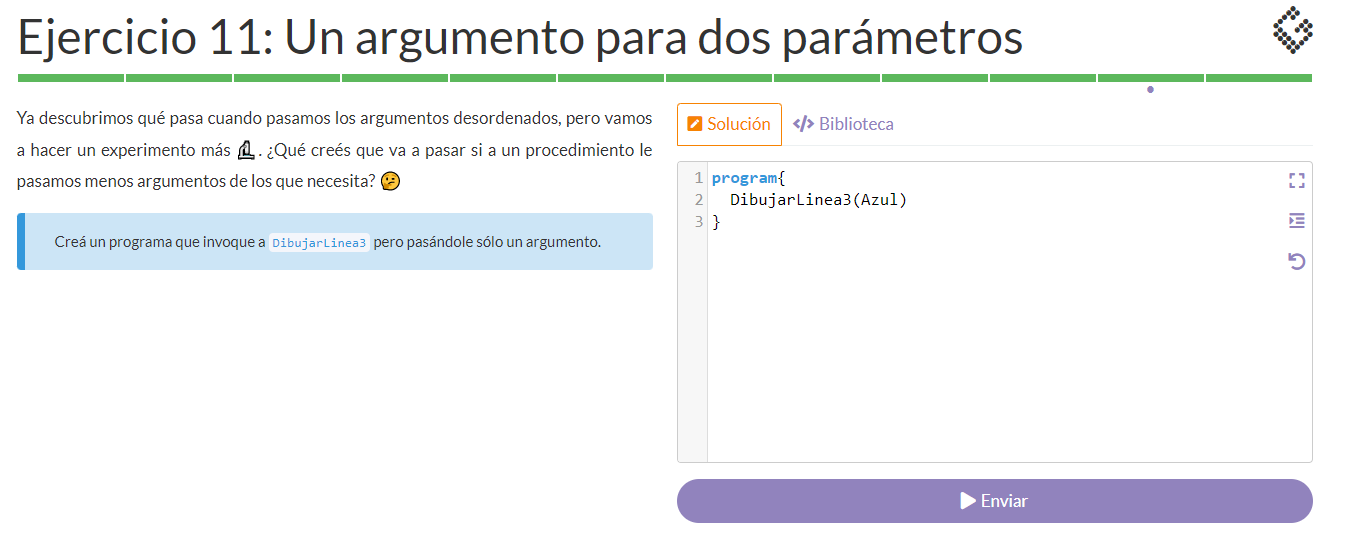 Ejercicio 11: Un argumento para dos parámetros
Ya descubrimos qué pasa cuando pasamos los argumentos desordenados, pero vamos
a hacer un experimento más 🔬. ¿Qué creés que va a pasar si a un procedimiento le
pasamos menos argumentos de los que necesita? 🤔
Creá un programa que invoque a DibujarLinea3 pero pasándole sólo un argumento.
Solución
</> Biblioteca
1 program{
2   DibujarLinea3(Azul)
3 }
Enviar